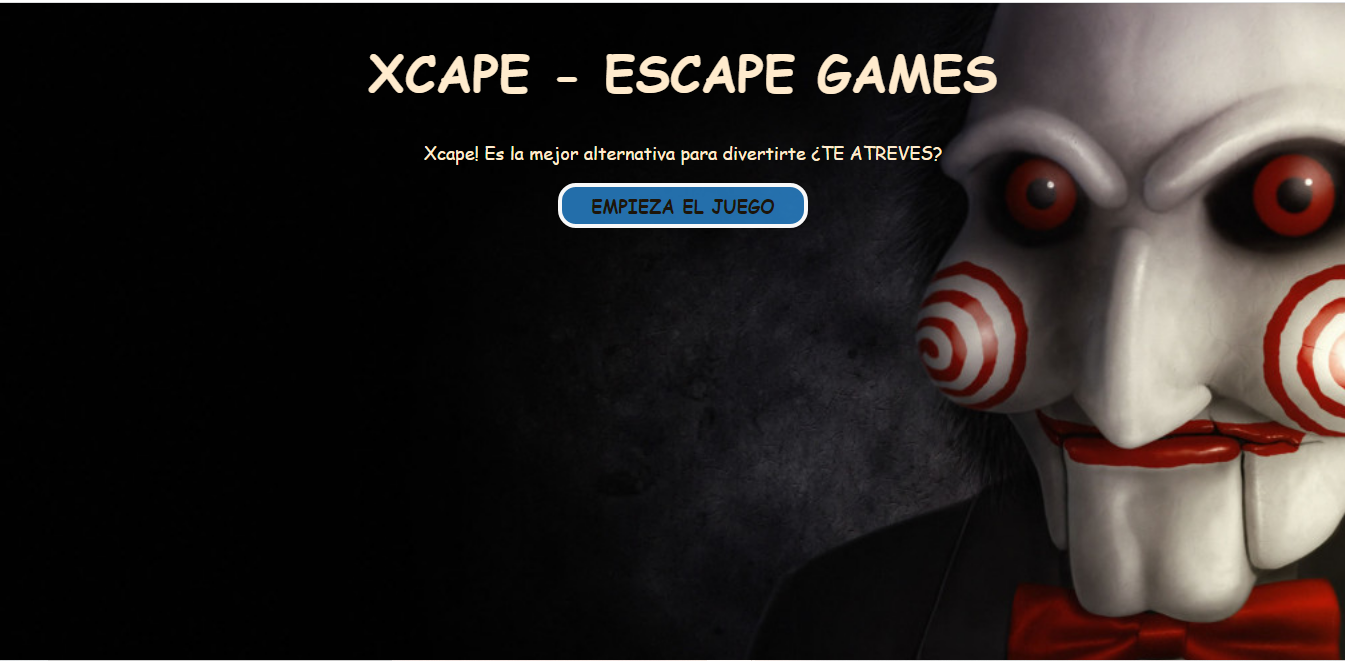 XCAPE - ESCAPE GAMES
Xcape! Es la mejor alternativa para divertirte ¿TE ATREVES?
EMPIEZA EL JUEGO